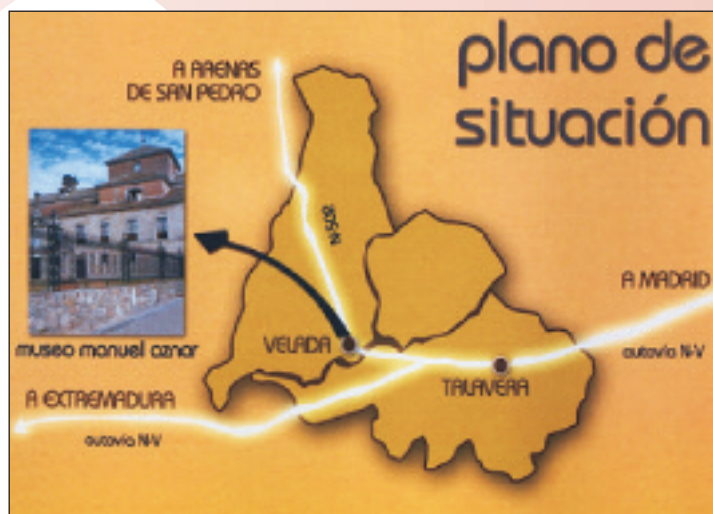 plano de
situación
A ARENAS
DE SAN PEDRO
N-502
museo manuel aznar
VELADA
A MADRID
autovía N-V
TALAVERA
A EXTREMADURA
autovía N-V